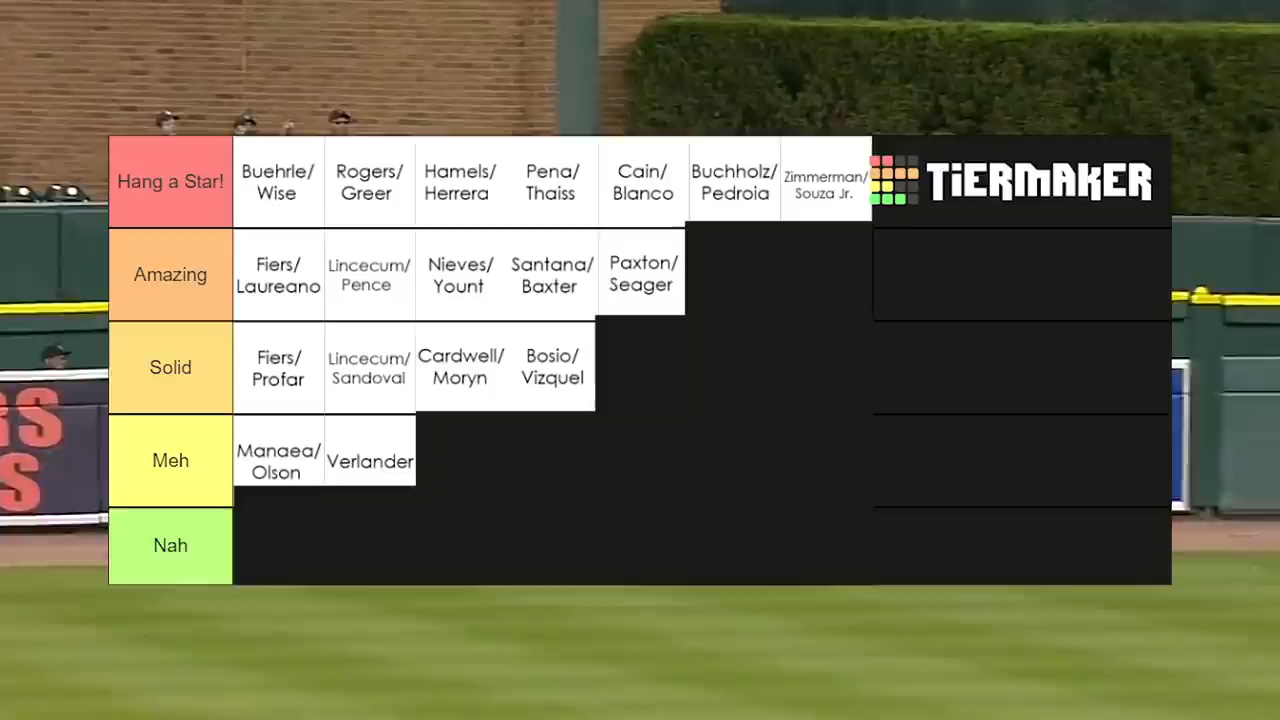 Hang a Star!
Buehrle/
Wise
Rogers/
Greer
Hamels/
Herrera
Pena/
Thaiss
Cain/
Blanco
Buchholz/
Pedroia
Zimmerman/
Souza Jr.
TiERMAKER
Amazing
Fiers/
Laureano
Lincecum/
Pence
Nieves/
Yount
Santana/
Baxter
Paxton/
Seager
Solid
Fiers/
Profar
Lincecum/
Sandoval
Cardwell/
Moryn
Bosio/
Vizquel
RS
S
Meh
Manaea/
Olson
Verlander
Nah